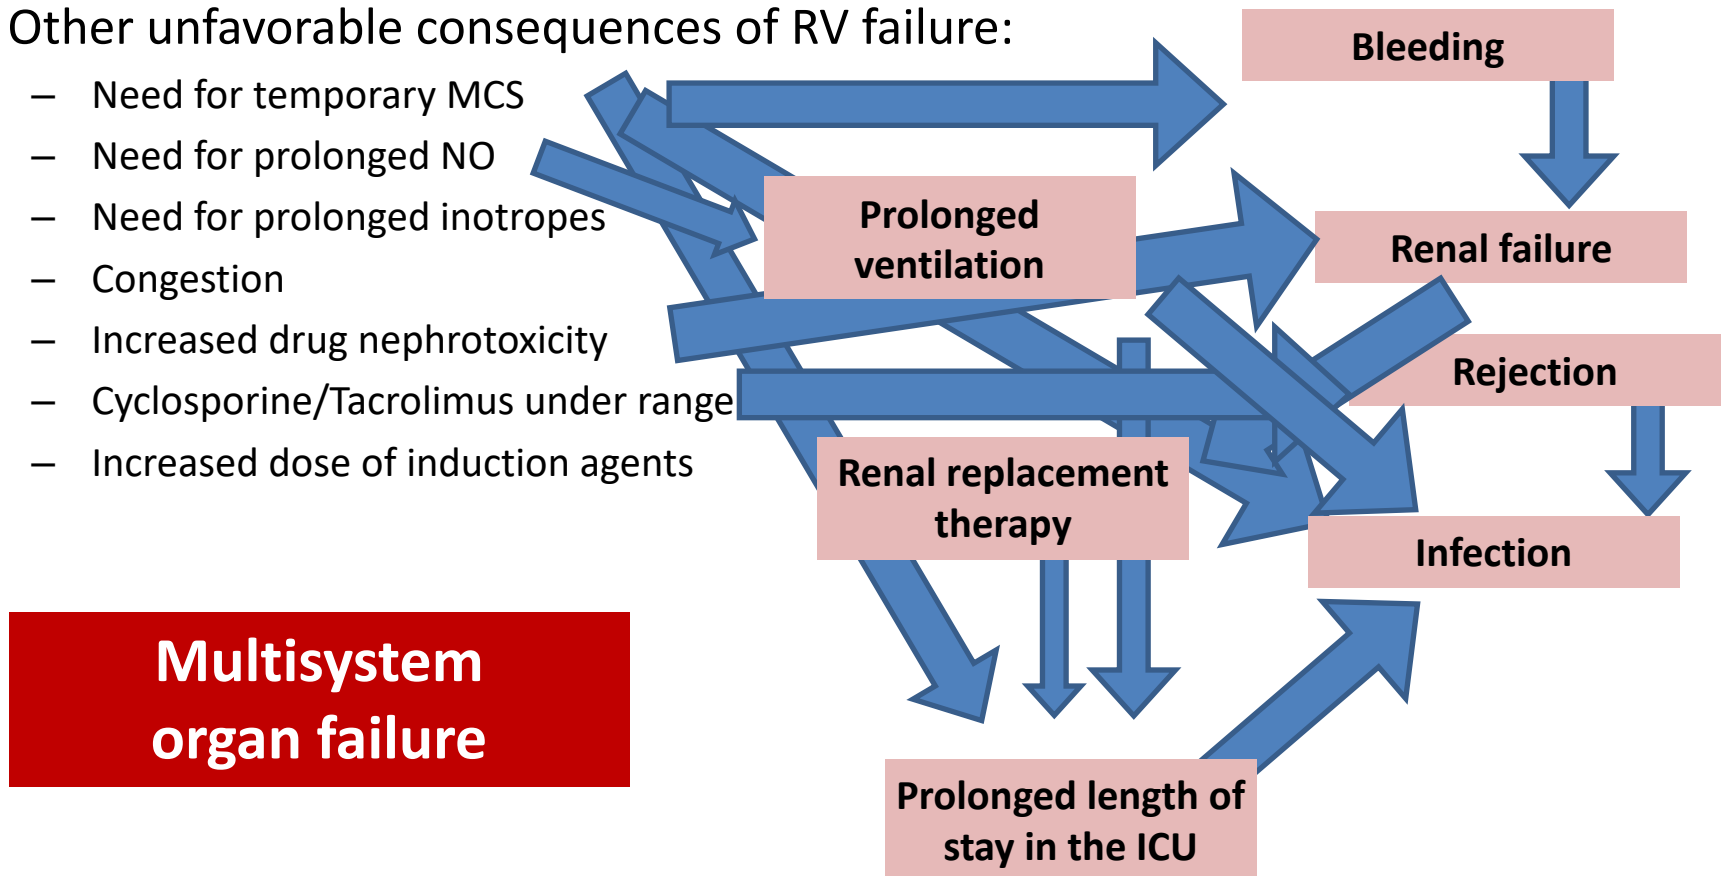 Other unfavorable consequences of RV failure:
– Need for temporary MCS
– Need for prolonged NO
– Need for prolonged inotropes
– Congestion
– Increased drug nephrotoxicity
– Cyclosporine/Tacrolimus under range
– Increased dose of induction agents
Multisystem
organ failure
Bleeding
Prolonged
ventilation
Renal failure
Rejection
Renal replacement
therapy
Infection
Prolonged length of
stay in the ICU